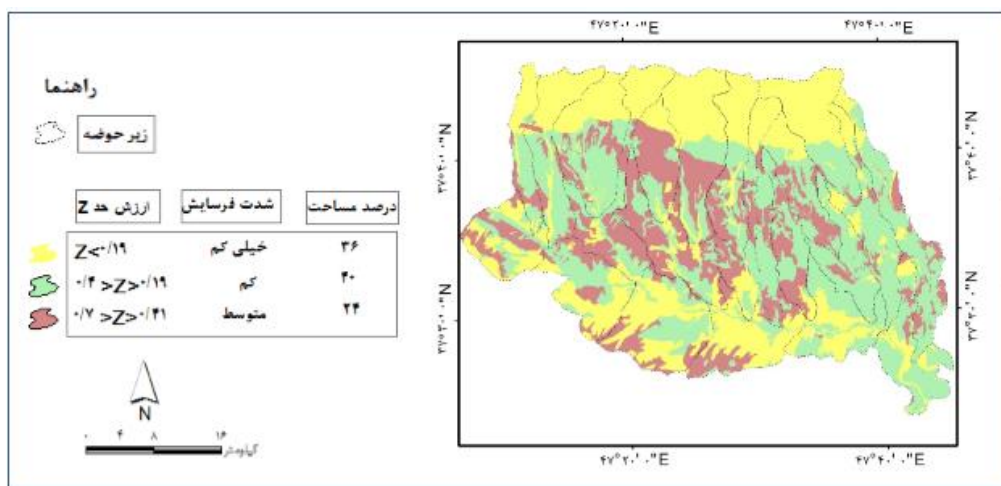 راهنما
زیر حوضه
ارزش حد Z	شدت فرسایش	درصد مساحت
Z<۰/۱۹	خیلی کم	۳۶
۰/۴ >Z>۰/۱۹	کم	۴۰
۰/۷ >Z>۰/۴۱	متوسط	۲۴
N
۰ ۴ ۸ ۱۶
کیلومتر
۴۷°۲۰'۰"E ۴۷°۴۰'۰"E
۴۷°۲۰'۰"E ۴۷°۴۰'۰"E